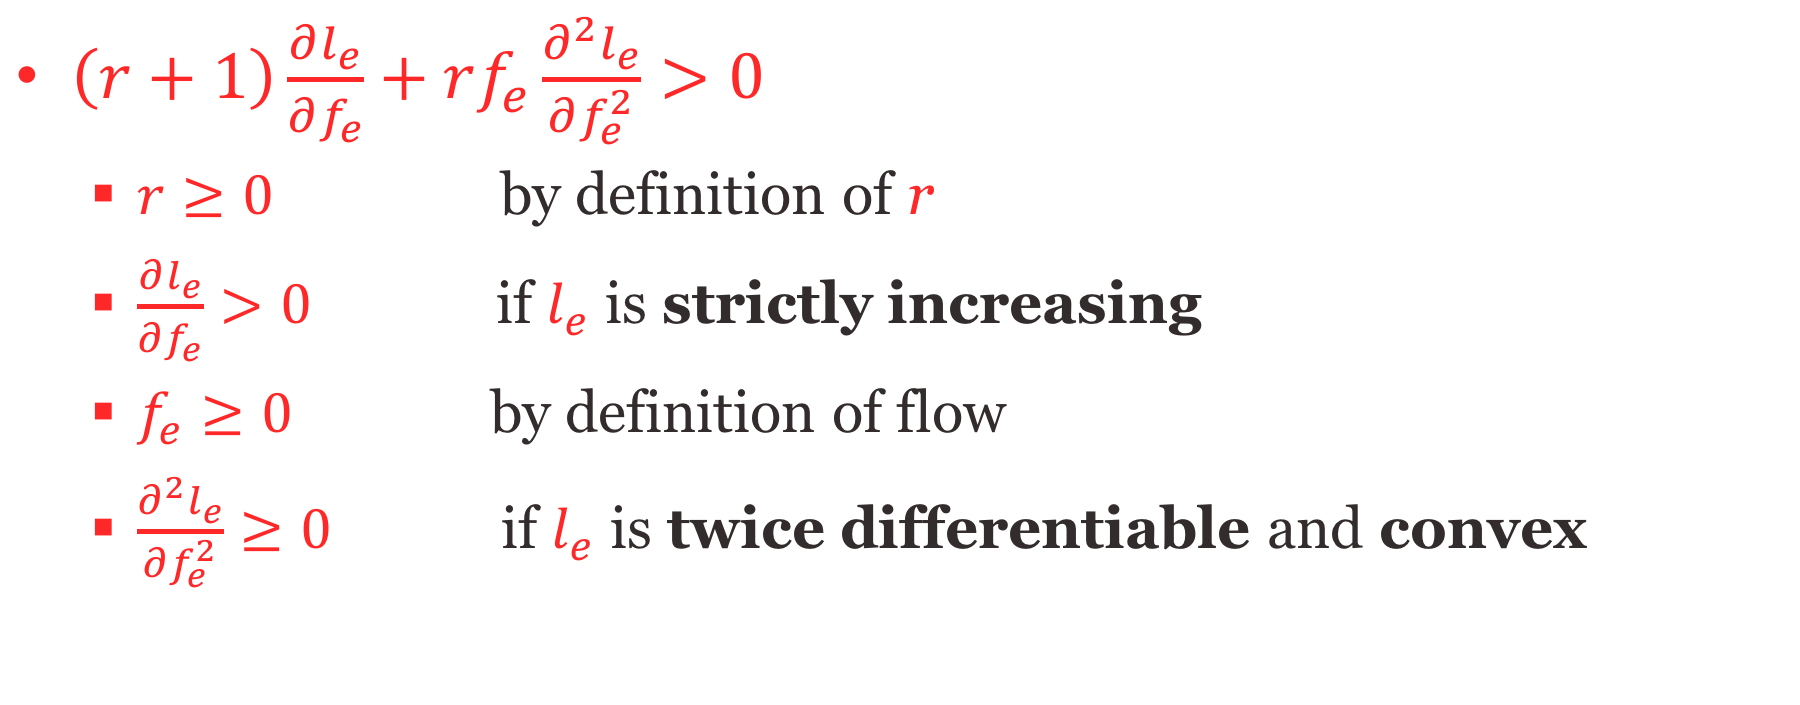 • (r + 1) ∂l_e/∂f_e + r f_e ∂²l_e/∂f_e² > 0
▪ r ≥ 0 by definition of r
▪ ∂l_e/∂f_e > 0 if l_e is strictly increasing
▪ f_e ≥ 0 by definition of flow
▪ ∂²l_e/∂f_e² ≥ 0 if l_e is twice differentiable and convex